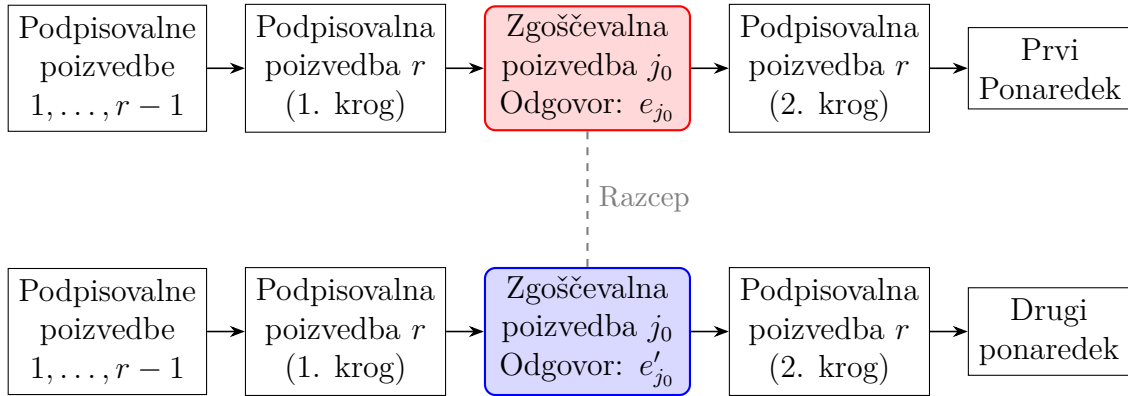 Podpisovalne
poizvedbe
1, . . . , r − 1
Podpisovalna
poizvedba r
(1. krog)
Zgoščevalna
poizvedba j₀
Odgovor: e_{j₀}
Podpisovalna
poizvedba r
(2. krog)
Prvi
Ponaredek
Razcep
Podpisovalne
poizvedbe
1, . . . , r − 1
Podpisovalna
poizvedba r
(1. krog)
Zgoščevalna
poizvedba j₀
Odgovor: e′_{j₀}
Podpisovalna
poizvedba r
(2. krog)
Drugi
ponaredek